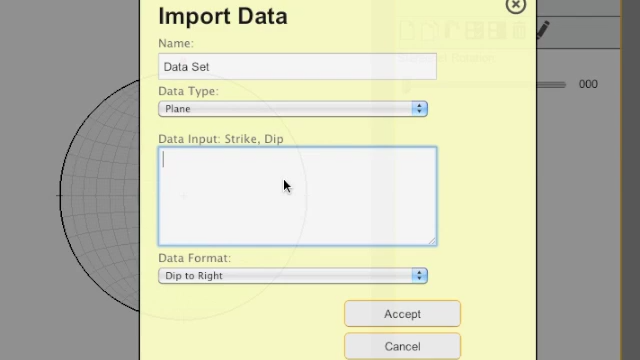 Import Data
Name:
Data Set
000
Data Type:
Plane
Data Input: Strike, Dip
Data Format:
Dip to Right
Accept
Cancel